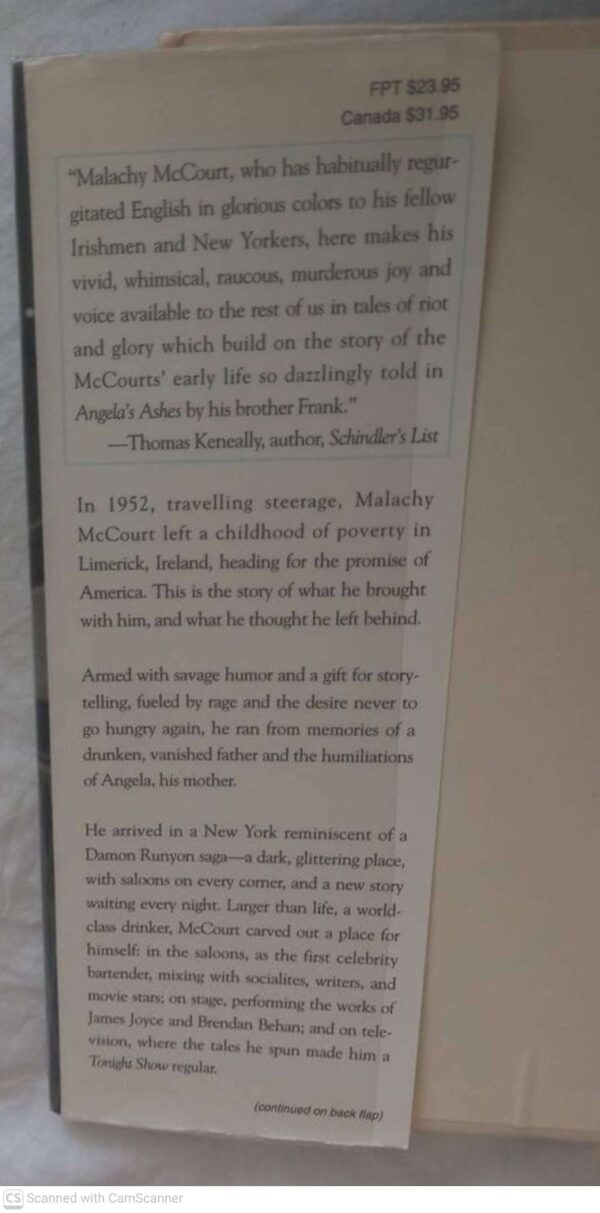 FPT $23.95
Canada $31.95
“Malachy McCourt, who has habitually regur-
gitated English in glorious colors to his fellow
Irishmen and New Yorkers, here makes his
vivid, whimsical, raucous, murderous joy and
voice available to the rest of us in tales of riot
and glory which build on the story of the
McCourts’ early life so dazzlingly told in
Angela’s Ashes by his brother Frank.”
—Thomas Keneally, author, Schindler’s List
In 1952, travelling steerage, Malachy
McCourt left a childhood of poverty in
Limerick, Ireland, heading for the promise of
America. This is the story of what he brought
with him, and what he thought he left behind.
Armed with savage humor and a gift for story-
telling, fueled by rage and the desire never to
go hungry again, he ran from memories of a
drunken, vanished father and the humiliations
of Angela, his mother.
He arrived in a New York reminiscent of a
Damon Runyon saga—a dark, glittering place,
with saloons on every corner, and a new story
waiting every night. Larger than life, a world-
class drinker, McCourt carved out a place for
himself: in the saloons, as the first celebrity
bartender, mixing with socialites, writers, and
movie stars; on stage, performing the works of
James Joyce and Brendan Behan; and on tele-
vision, where the tales he spun made him a
Tonight Show regular.
(continued on back flap)
CS Scanned with CamScanner